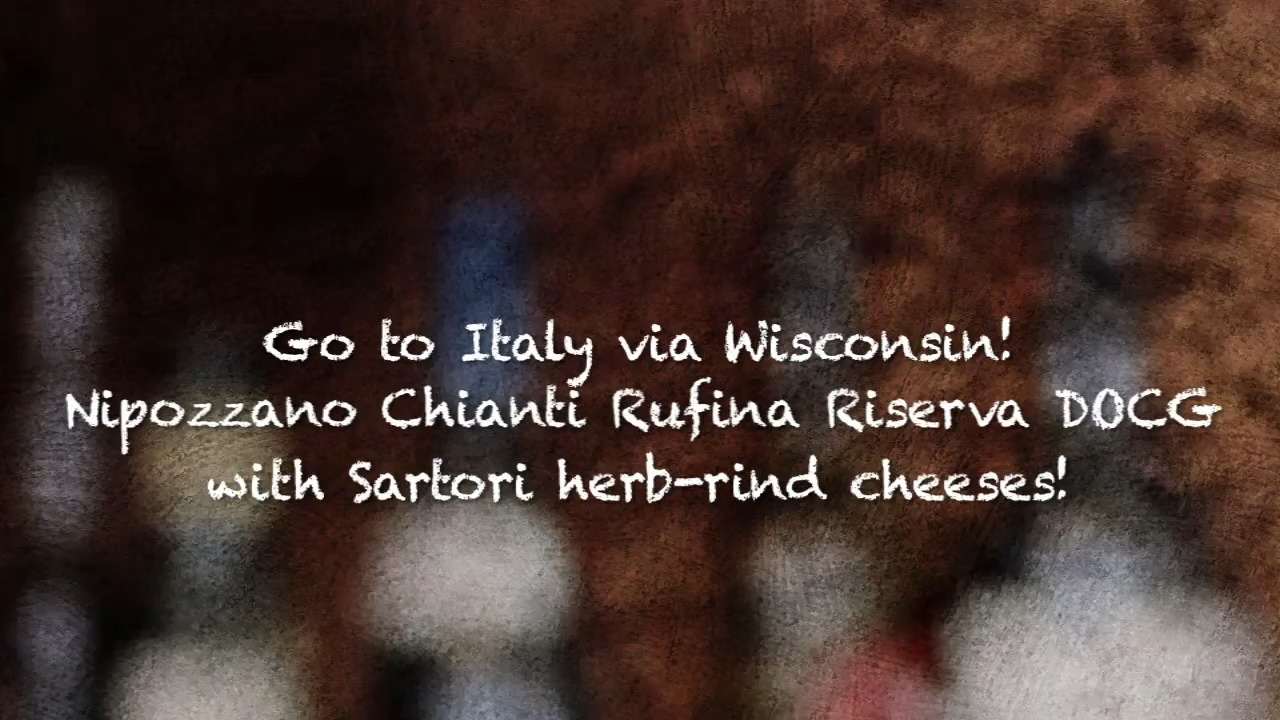 Go to Italy via Wisconsin!
Nipozzano Chianti Rufina Riserva DOCG
with Sartori herb-rind cheeses!